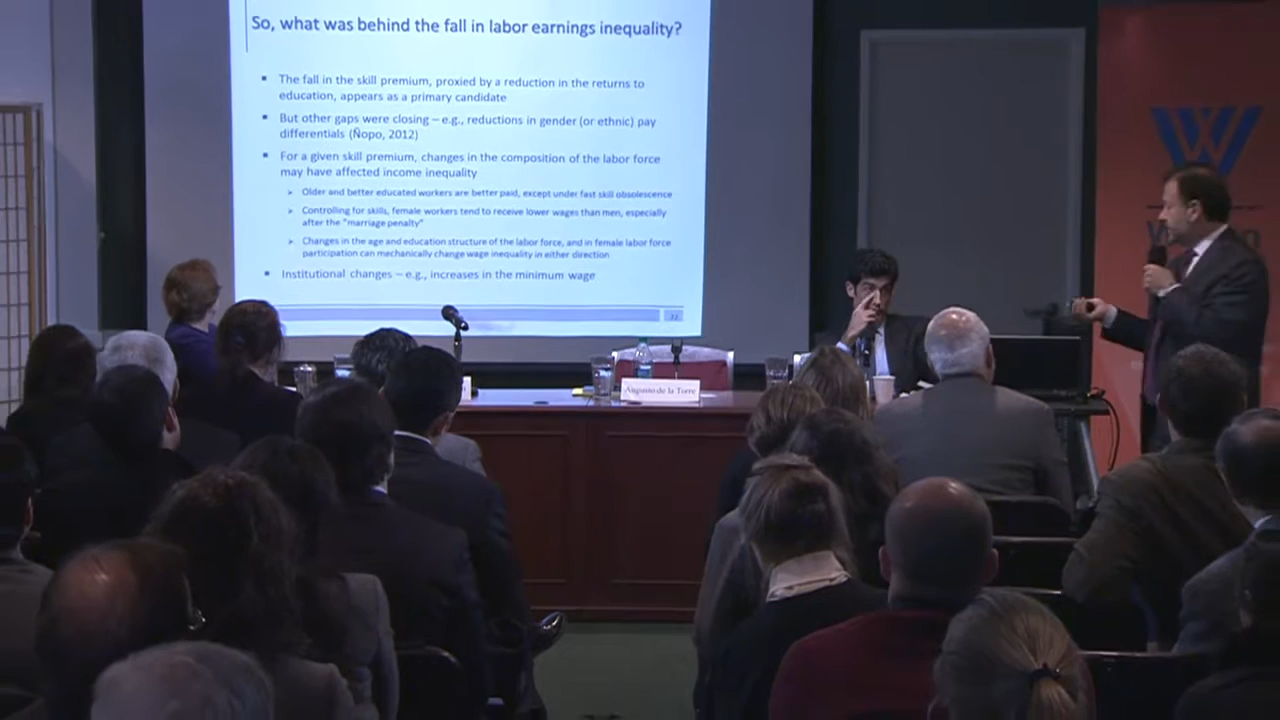 So, what was behind the fall in labor earnings inequality?
The fall in the skill premium, proxied by a reduction in the returns to
education, appears as a primary candidate
But other gaps were closing – e.g., reductions in gender (or ethnic) pay
differentials (Ñopo, 2012)
For a given skill premium, changes in the composition of the labor force
may have affected income inequality
Older and better educated workers are better paid, except under fast skill obsolescence
Controlling for skills, female workers tend to receive lower wages than men, especially
after the "marriage penalty"
Changes in the age and education structure of the labor force, and in female labor force
participation can mechanically change wage inequality in either direction
Institutional changes – e.g., increases in the minimum wage
Augusto de la Torre
W